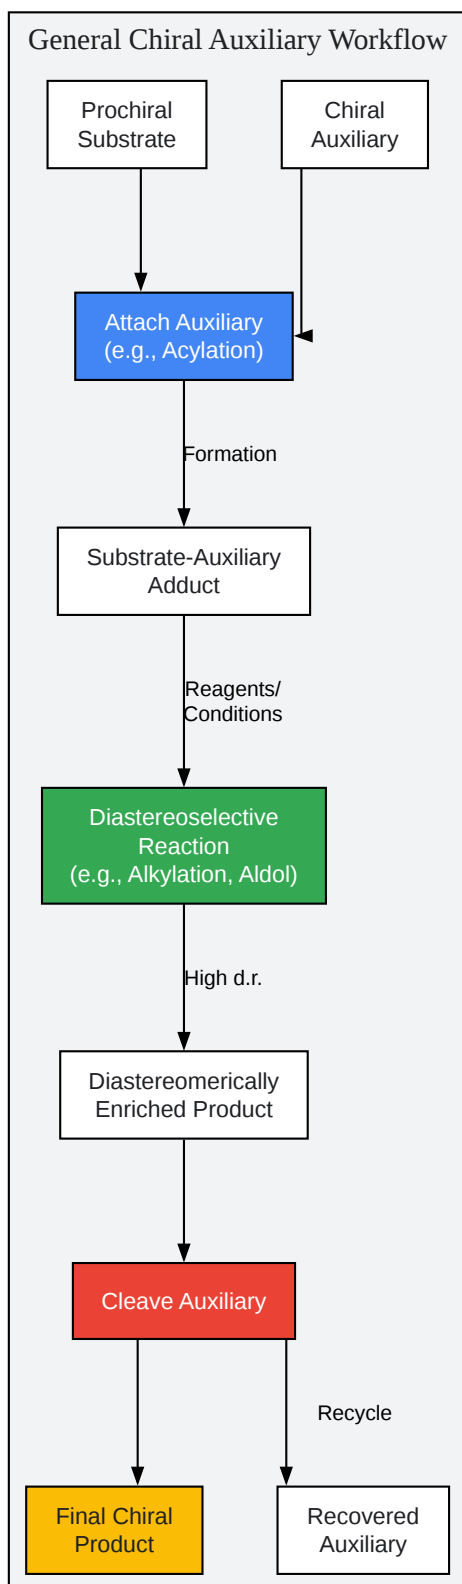 General Chiral Auxiliary Workflow
Prochiral
Substrate
Chiral
Auxiliary
Attach Auxiliary
(e.g., Acylation)
Formation
Substrate-Auxiliary
Adduct
Reagents/
Conditions
Diastereoselective
Reaction
(e.g., Alkylation, Aldol)
High d.r.
Diastereomerically
Enriched Product
Cleave Auxiliary
Recycle
Final Chiral
Product
Recovered
Auxiliary